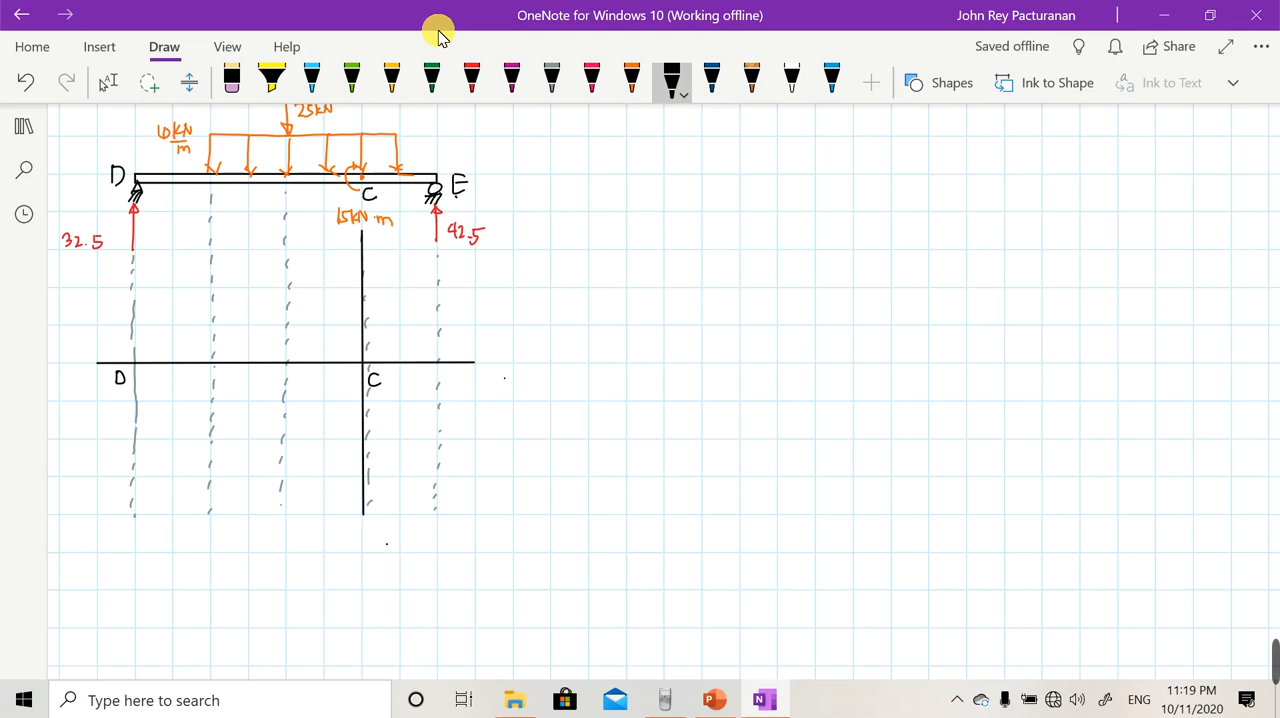 OneNote for Windows 10 (Working offline)
John Rey Pacturanan
Home
Insert
Draw
View
Help
Saved offline
Share
Shapes
Ink to Shape
Ink to Text
25kN
kN
m
D
C
E
15kN·m
32.5
42.5
D
C
Type here to search
ENG
11:19 PM
10/11/2020